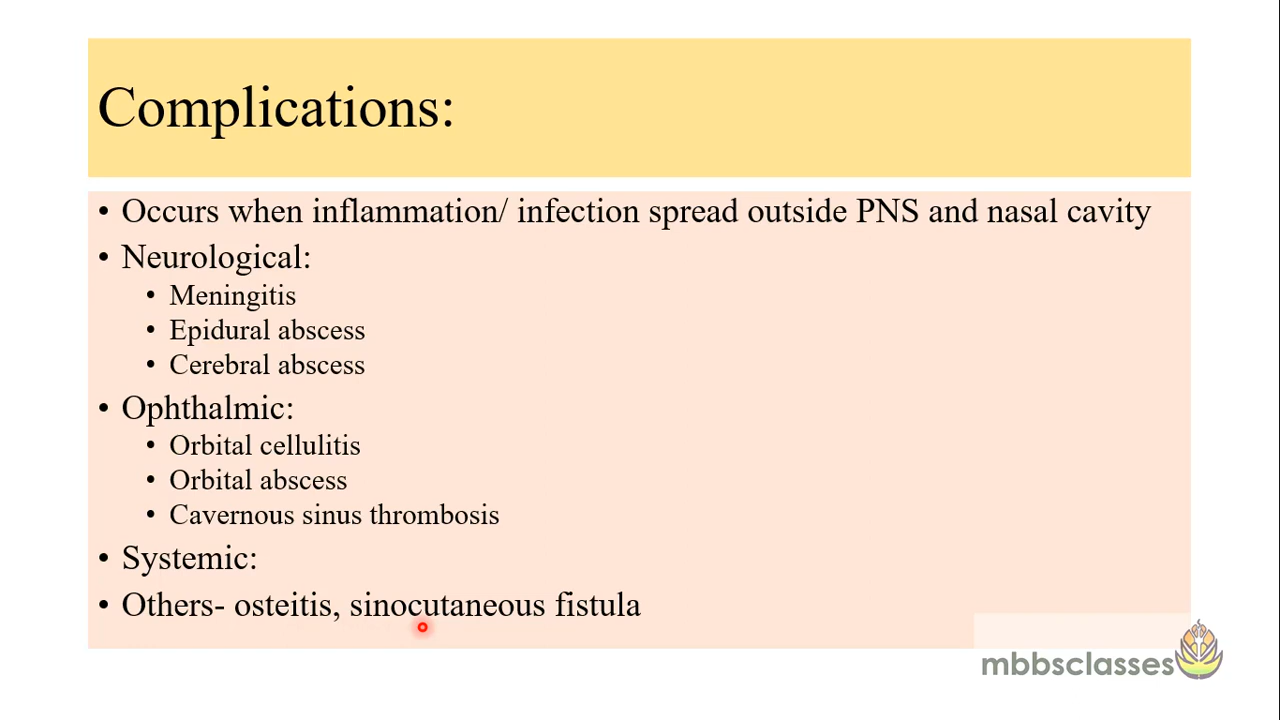 Complications:
• Occurs when inflammation/ infection spread outside PNS and nasal cavity
• Neurological:
• Meningitis
• Epidural abscess
• Cerebral abscess
• Ophthalmic:
• Orbital cellulitis
• Orbital abscess
• Cavernous sinus thrombosis
• Systemic:
• Others- osteitis, sinocutaneous fistula
mbbsclasses